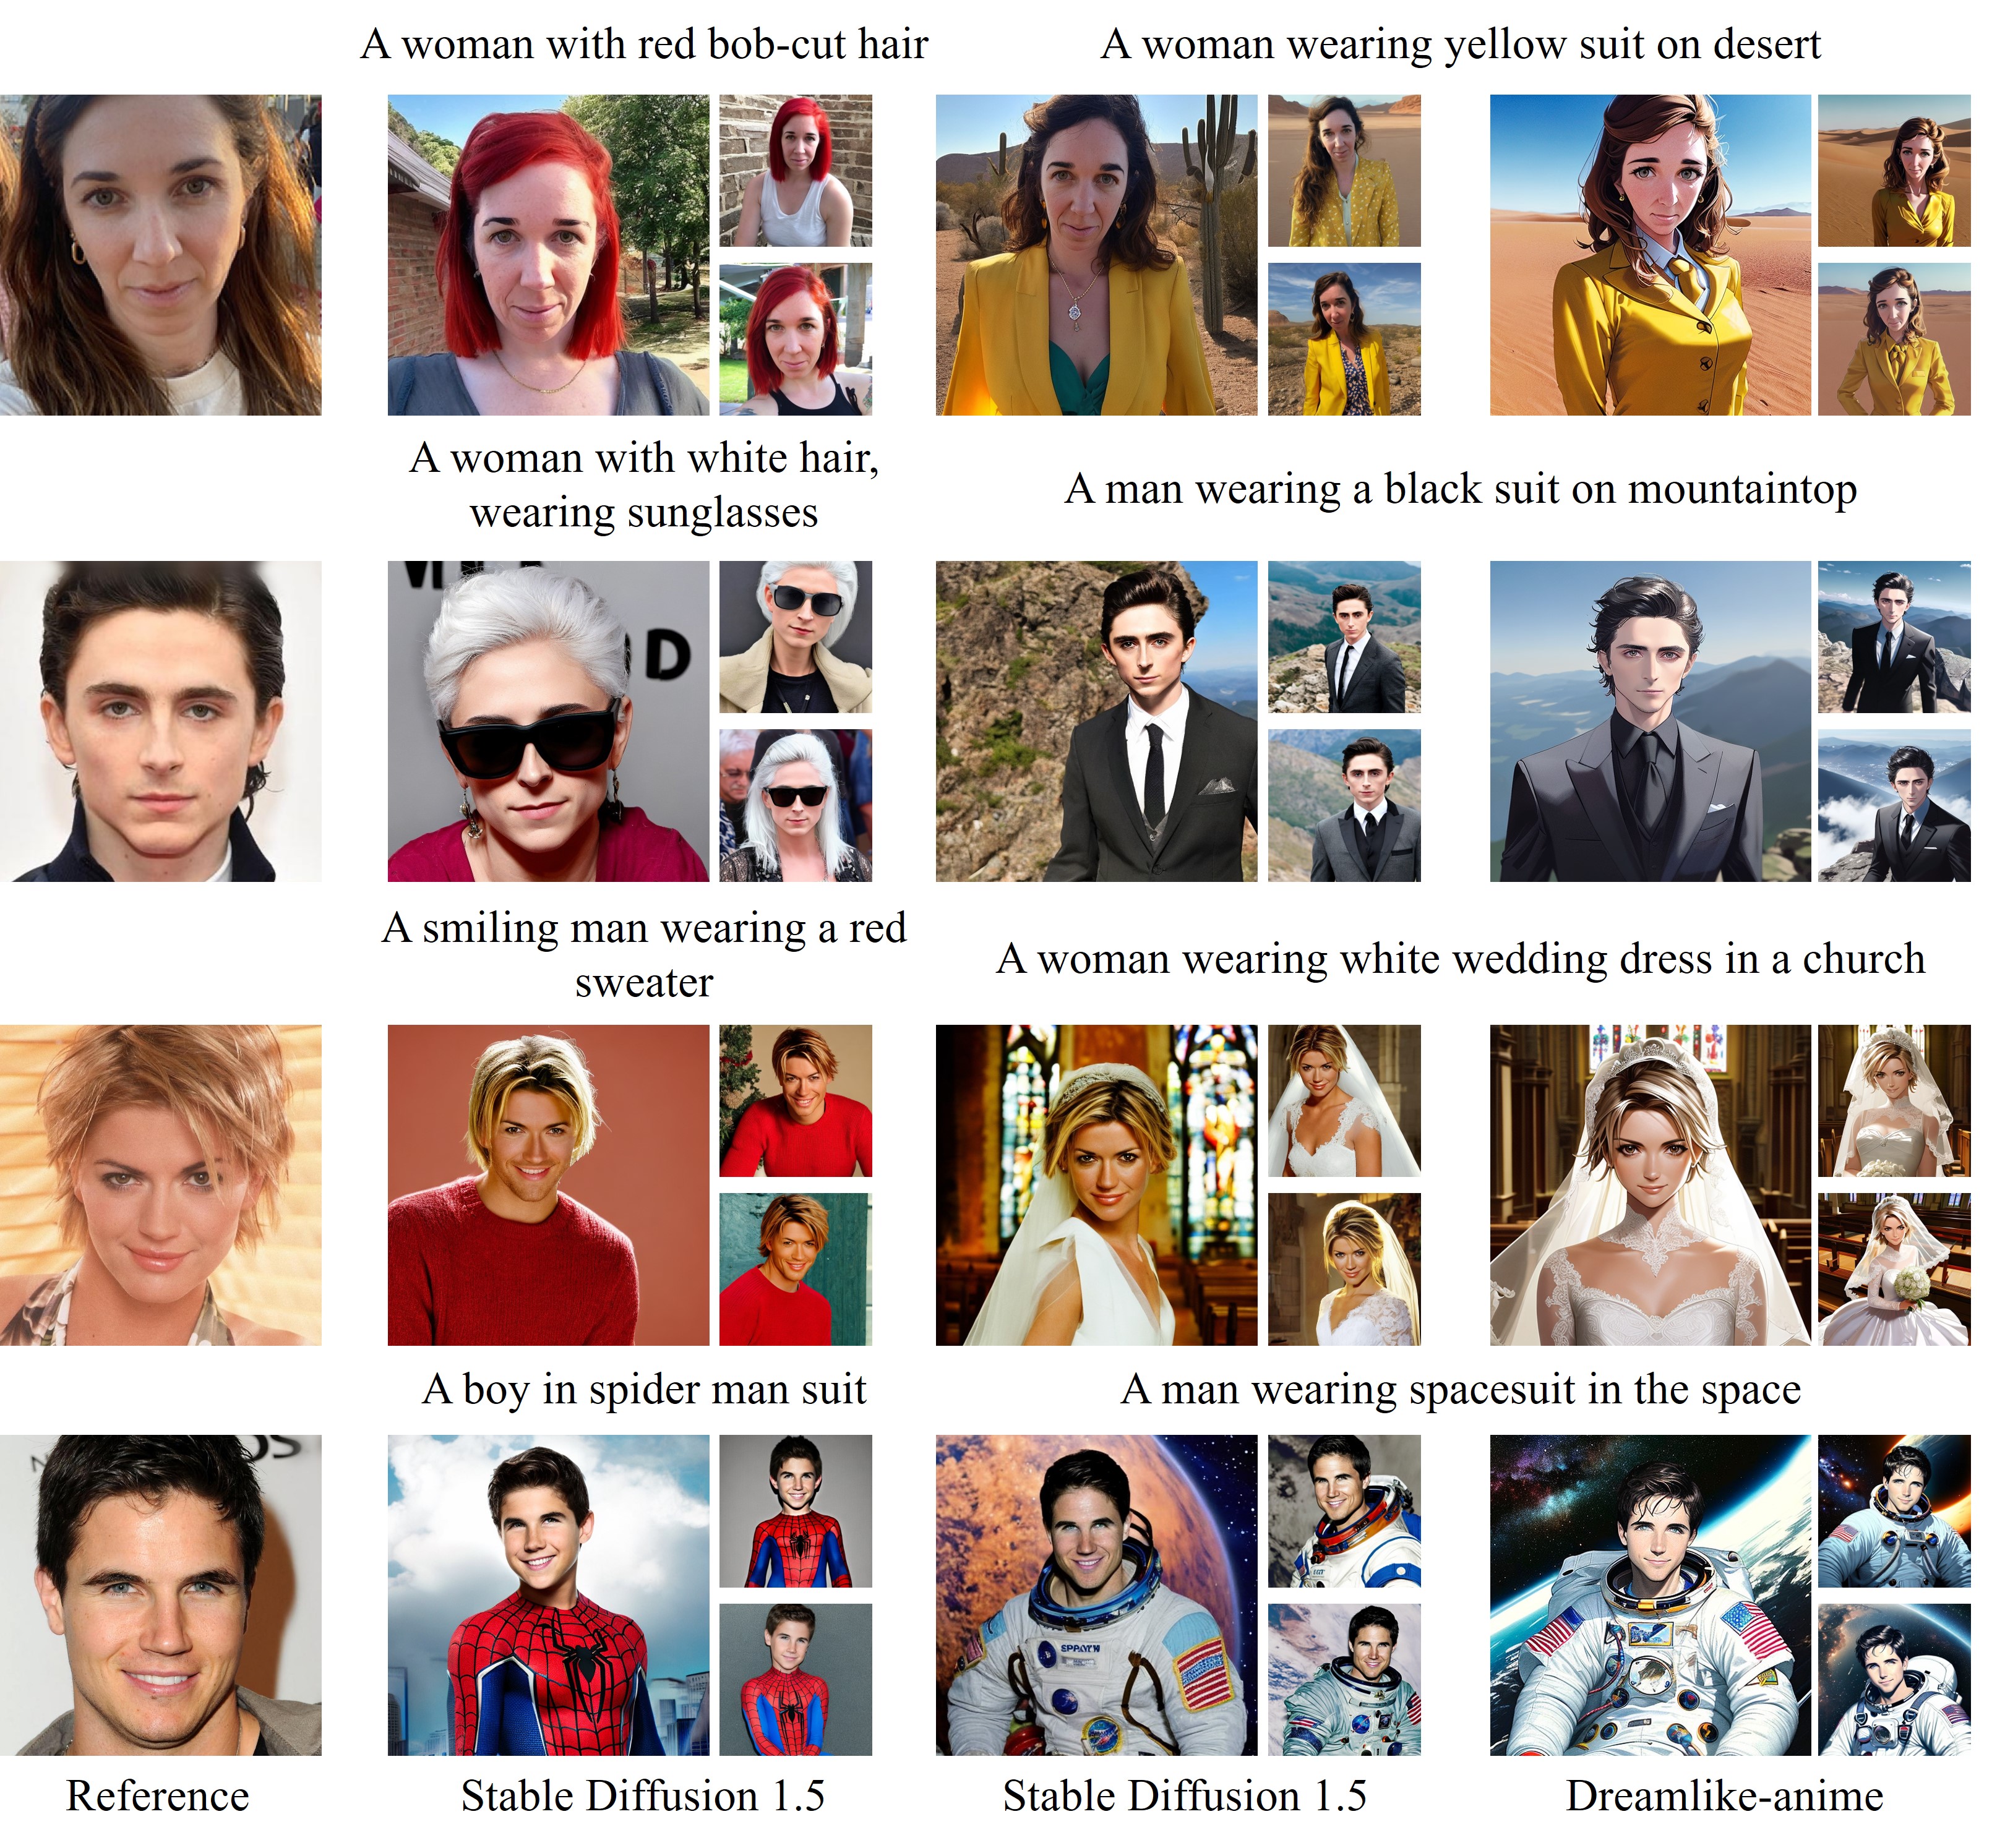 A woman with red bob-cut hair
A woman wearing yellow suit on desert
A woman with white hair,
wearing sunglasses
A man wearing a black suit on mountaintop
D
A smiling man wearing a red
sweater
A woman wearing white wedding dress in a church
A boy in spider man suit
A man wearing spacesuit in the space
Reference
Stable Diffusion 1.5
Stable Diffusion 1.5
Dreamlike-anime